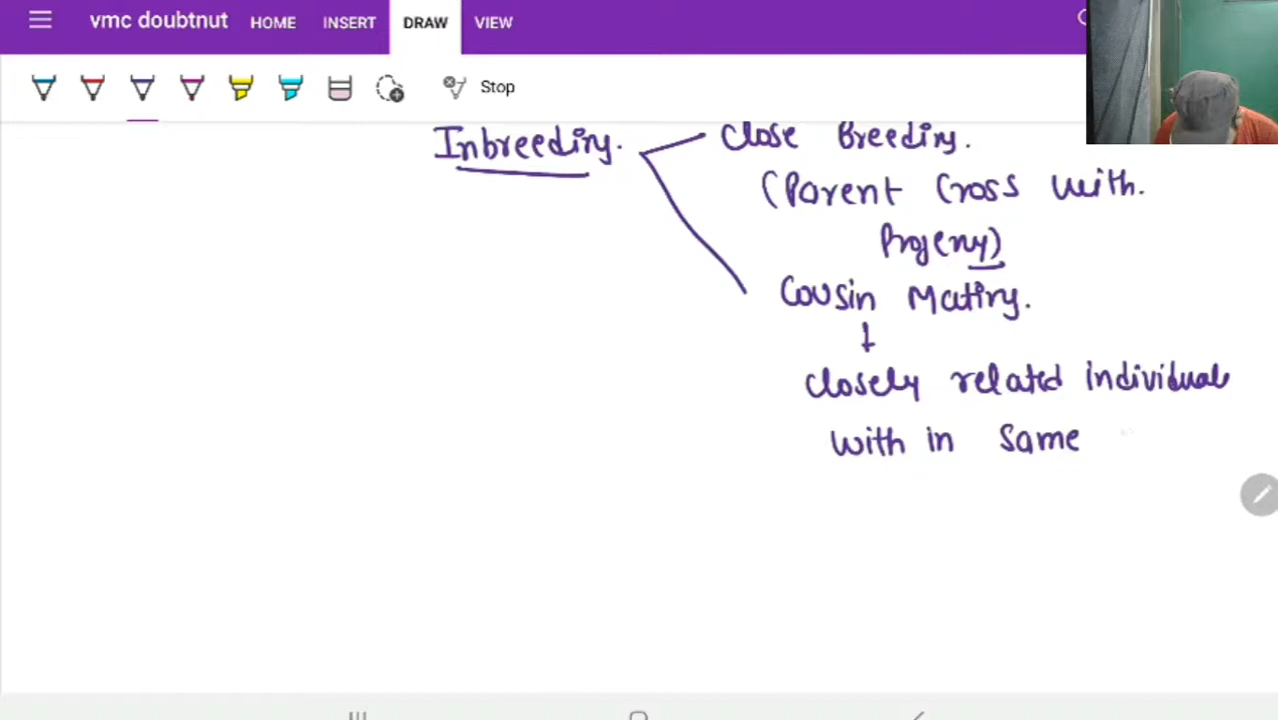 vmc doubtnut HOME INSERT DRAW VIEW
Stop
Inbreeding. Close Breeding.
(Parent Cross with.
Progeny)
Cousin Mating.
closely related individual
with in Same